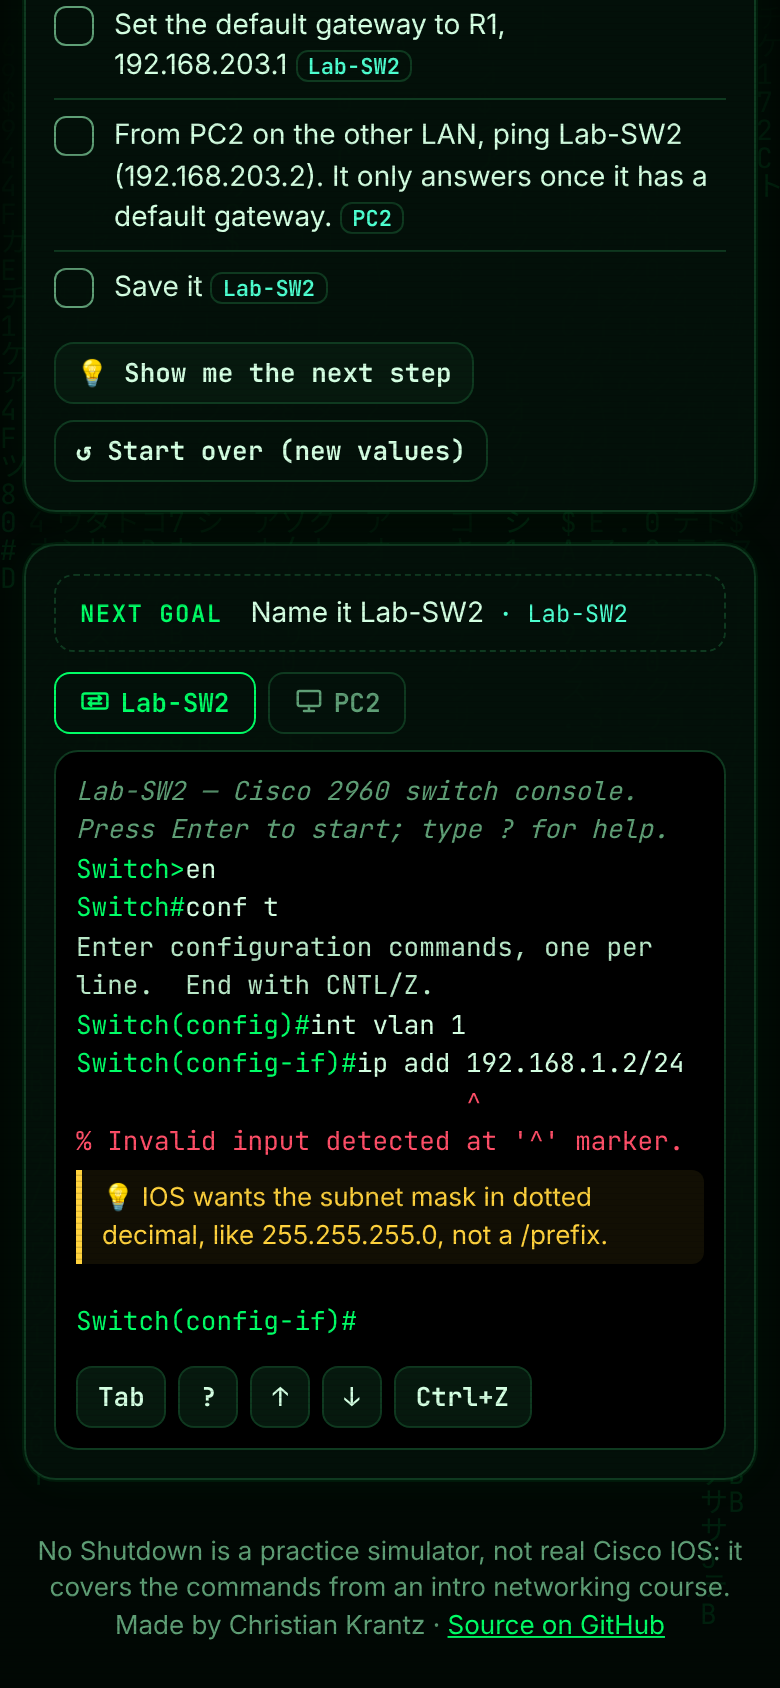 Set the default gateway to R1,
192.168.203.1 Lab-SW2
From PC2 on the other LAN, ping Lab-SW2
(192.168.203.2). It only answers once it has a
default gateway. PC2
Save it Lab-SW2
💡 Show me the next step
↺ Start over (new values)
NEXT GOAL Name it Lab-SW2 · Lab-SW2
Lab-SW2 PC2
Lab-SW2 — Cisco 2960 switch console.
Press Enter to start; type ? for help.
Switch>en
Switch#conf t
Enter configuration commands, one per
line.  End with CNTL/Z.
Switch(config)#int vlan 1
Switch(config-if)#ip add 192.168.1.2/24
^
% Invalid input detected at '^' marker.
💡 IOS wants the subnet mask in dotted
decimal, like 255.255.255.0, not a /prefix.
Switch(config-if)#
Tab ? ↑ ↓ Ctrl+Z
No Shutdown is a practice simulator, not real Cisco IOS: it
covers the commands from an intro networking course.
Made by Christian Krantz · Source on GitHub